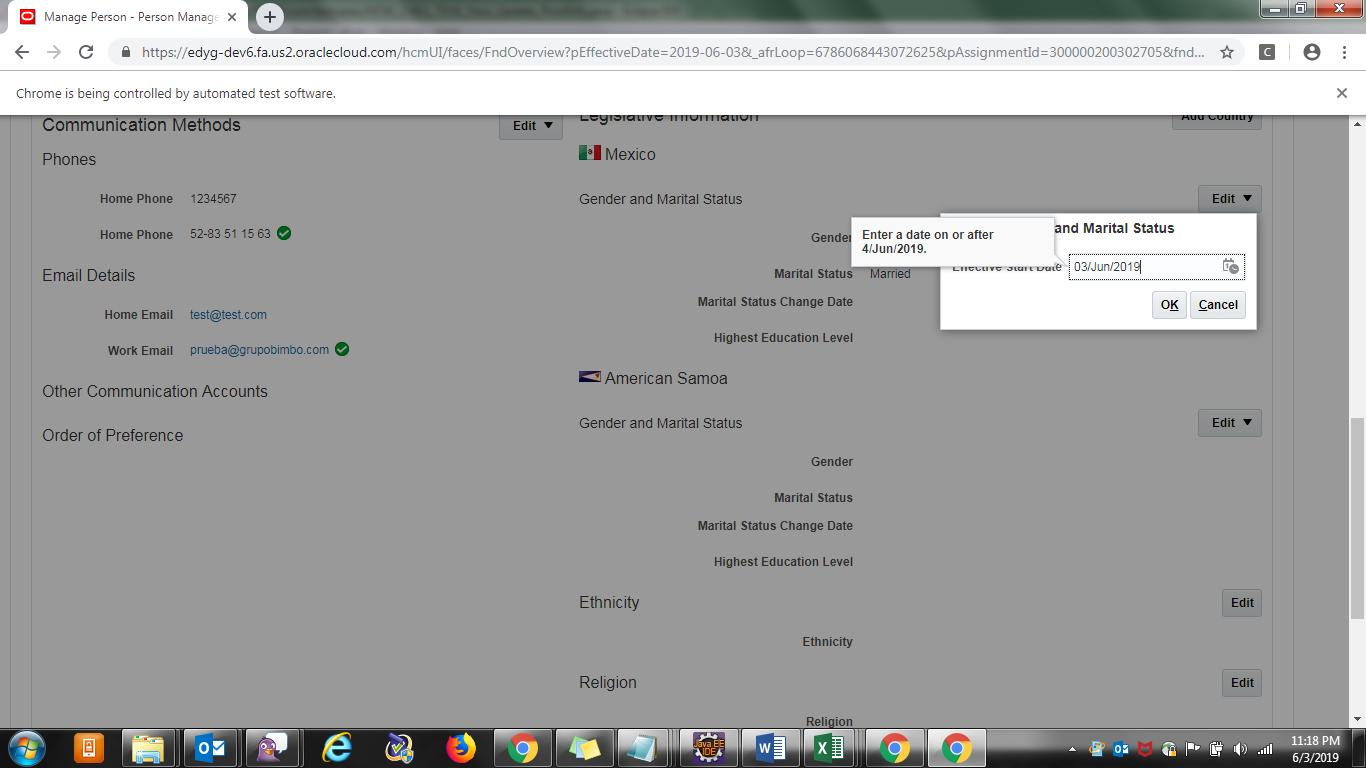 Manage Person - Person Manage
https://edyg-dev6.fa.us2.oraclecloud.com/hcmUI/faces/FndOverview?pEffectiveDate=2019-06-03&_afrLoop=6786068443072625&pAssignmentId=300000200302705&fnd...
C
Chrome is being controlled by automated test software.
Communication Methods
Edit
Phones
Home Phone 1234567
Home Phone 52-83 51 15 63
Email Details
Home Email test@test.com
Work Email prueba@grupobimbo.com
Other Communication Accounts
Order of Preference
Legislative Information
Add Country
Mexico
Gender and Marital Status
Edit
Gender
Marital Status Married
Marital Status Change Date
Highest Education Level
and Marital Status
Enter a date on or after
4/Jun/2019.
Effective Start Date 03/Jun/2019
OK Cancel
American Samoa
Gender and Marital Status
Edit
Gender
Marital Status
Marital Status Change Date
Highest Education Level
Ethnicity
Edit
Ethnicity
Religion
Edit
Religion
Java EE
IDE
11:18 PM
6/3/2019